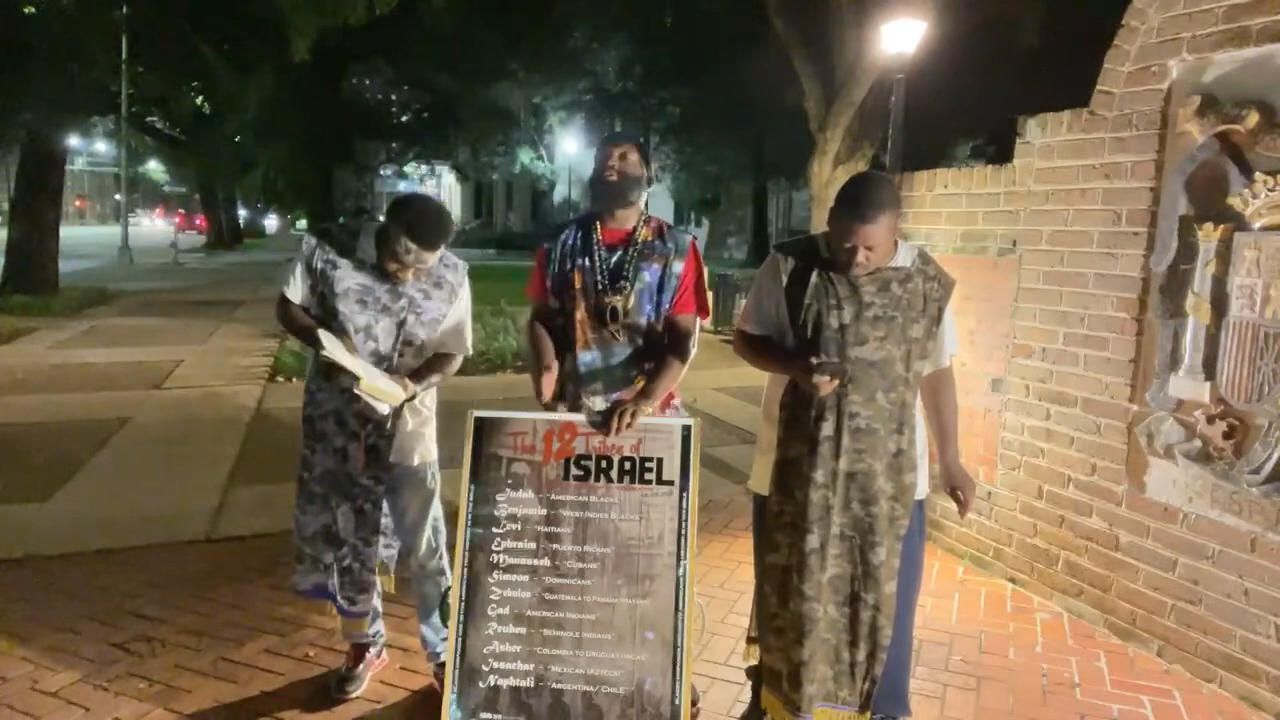 The 12 Tribes of
ISRAEL
Judah - "AMERICAN BLACKS"
Benjamin - "WEST INDIES BLACKS"
Levi - "HAITIANS"
Ephraim - "PUERTO RICANS"
Manasseh - "CUBANS"
Simeon - "DOMINICANS"
Zebulon - "GUATEMALA TO PANAMA
Gad - "AMERICAN INDIANS"
Reuben - "SEMINOLE INDIANS"
Asher - "COLOMBIA TO URUGUAY
Issachar - "MEXICAN (AZTECS)"
Naphtali - "ARGENTINA/ CHILE"